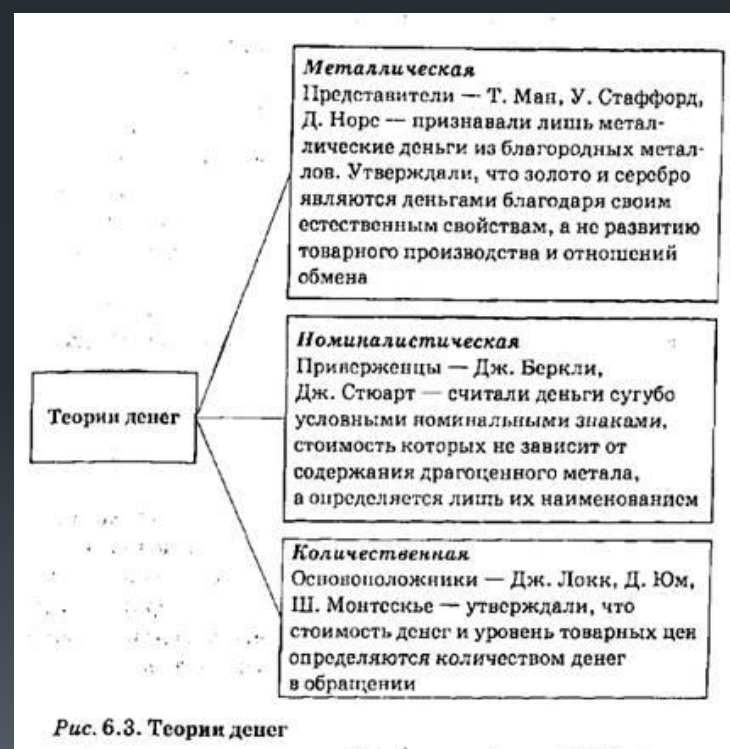 Металлическая
Представители — Т. Ман, У. Стаффорд,
Д. Норс — признавали лишь метал-
лические деньги из благородных метал-
лов. Утверждали, что золото и серебро
являются деньгами благодаря своим
естественным свойствам, а не развитию
товарного производства и отношений
обмена
Теории денег
Номиналистическая
Приверженцы — Дж. Беркли,
Дж. Стюарт — считали деньги сугубо
условными номинальными знаками,
стоимость которых не зависит от
содержания драгоценного метала,
а определяется лишь их наименованием
Количественная
Основоположники — Дж. Локк, Д. Юм,
Ш. Монтескье — утверждали, что
стоимость денег и уровень товарных цен
определяются количеством денег
в обращении
Рис. 6.3. Теории денег